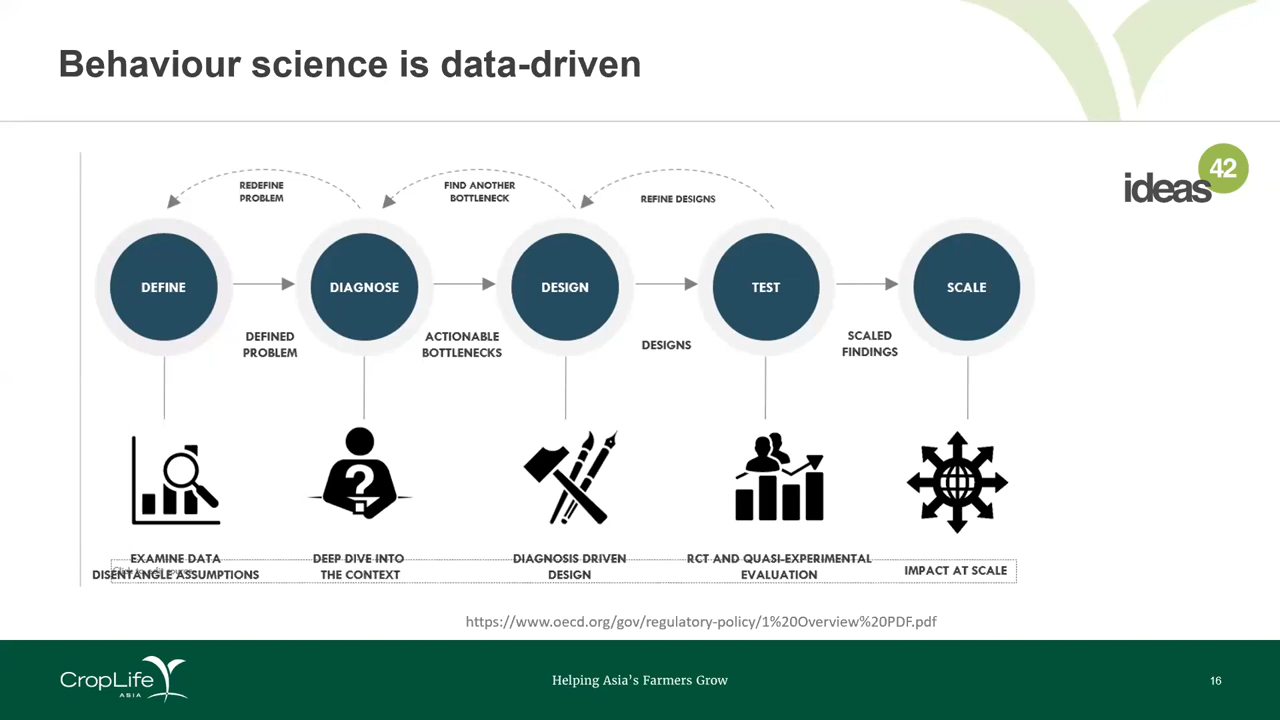 Behaviour science is data-driven
ideas
42
REDEFINE
PROBLEM
FIND ANOTHER
BOTTLENECK
REFINE DESIGNS
DEFINE
DIAGNOSE
DESIGN
TEST
SCALE
DEFINED
PROBLEM
ACTIONABLE
BOTTLENECKS
DESIGNS
SCALED
FINDINGS
?
EXAMINE DATA
DISENTANGLE ASSUMPTIONS
DEEP DIVE INTO
THE CONTEXT
DIAGNOSIS DRIVEN
DESIGN
RCT AND QUASI-EXPERIMENTAL
EVALUATION
IMPACT AT SCALE
https://www.oecd.org/gov/regulatory-policy/1%20Overview%20PDF.pdf
CropLife
ASIA
Helping Asia's Farmers Grow
16